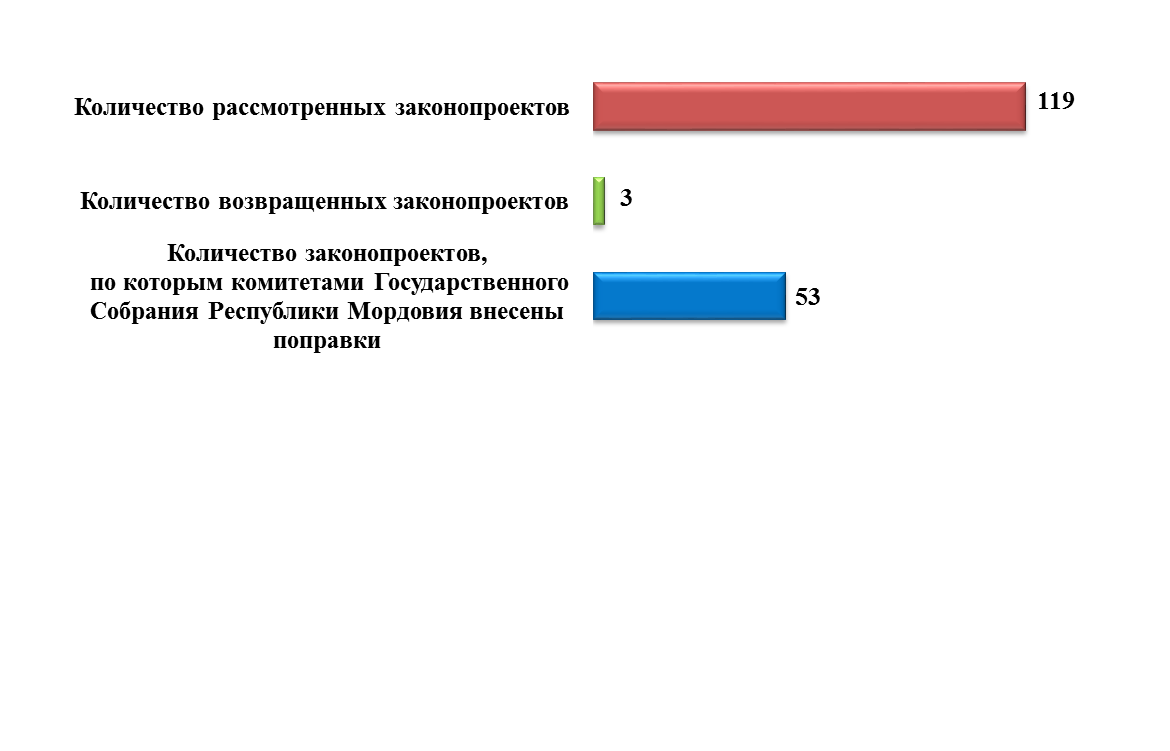 Количество рассмотренных законопроектов
119
Количество возвращенных законопроектов
3
Количество законопроектов,
по которым комитетами Государственного
Собрания Республики Мордовия внесены
поправки
53